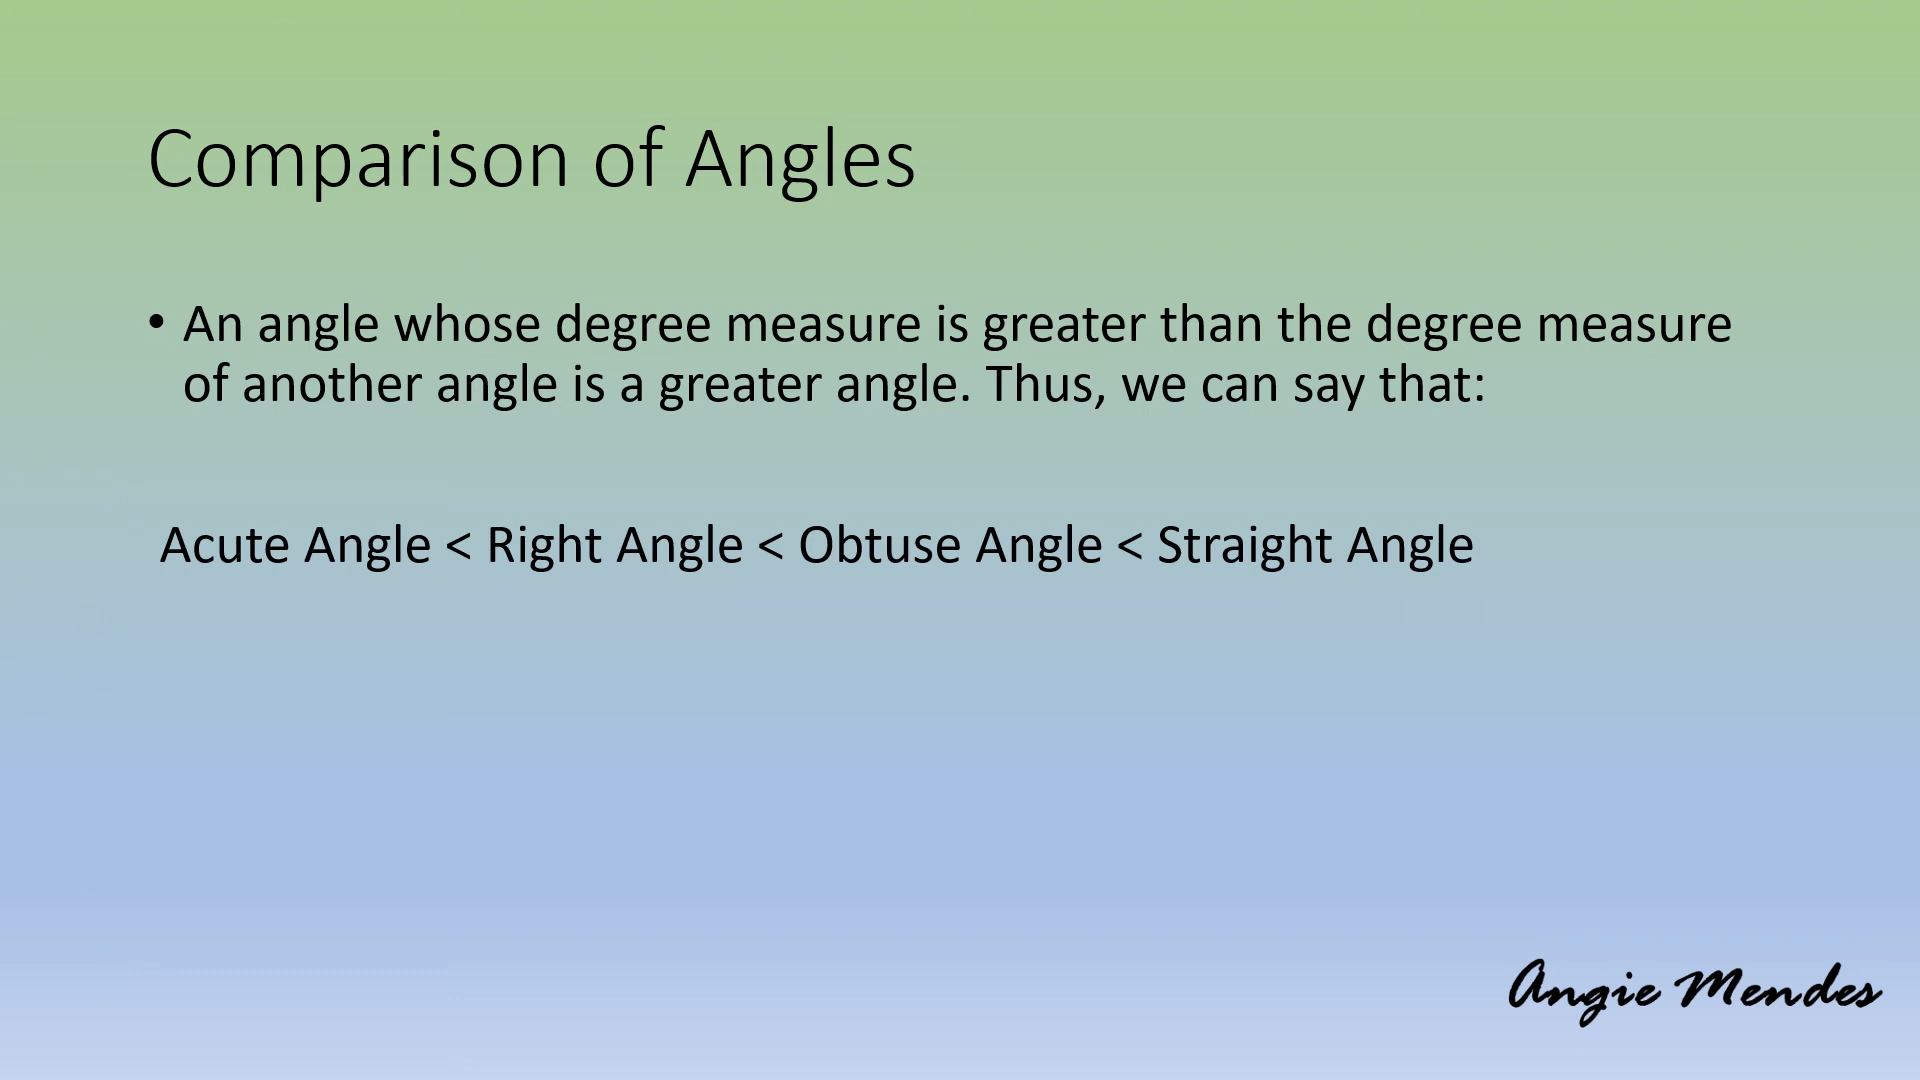 Comparison of Angles
• An angle whose degree measure is greater than the degree measure
of another angle is a greater angle. Thus, we can say that:
Acute Angle < Right Angle < Obtuse Angle < Straight Angle
Angie Mendes